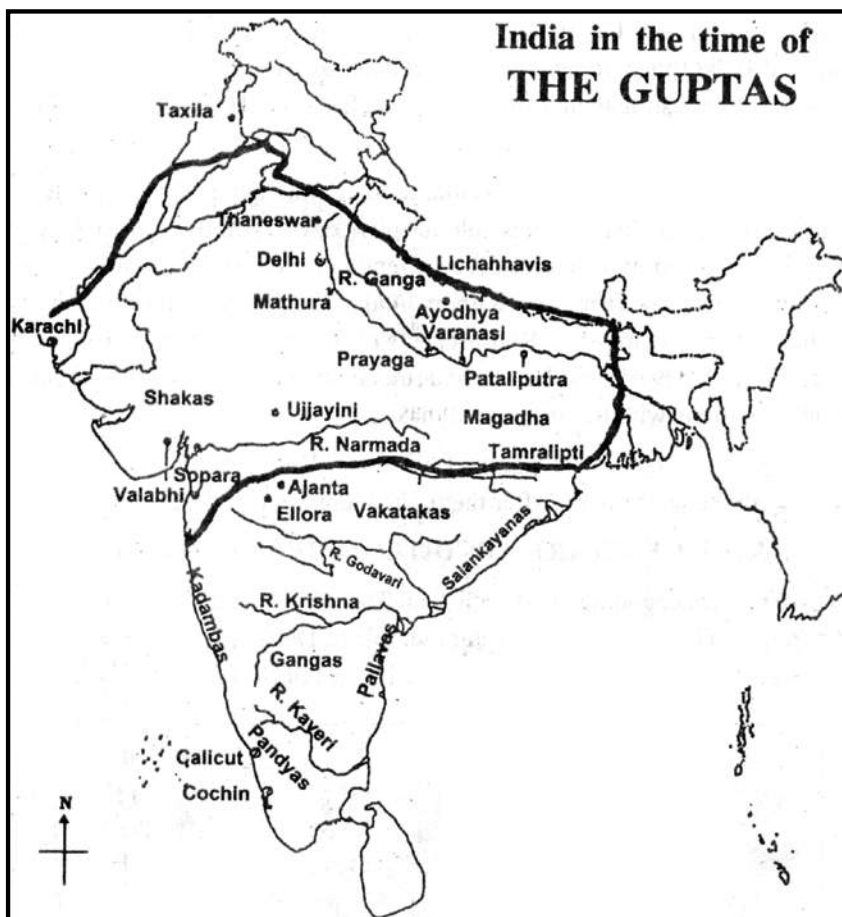 India in the time of
THE GUPTAS
Taxila
Thaneswar
Delhi
R. Ganga
Lichahhavis
Mathura
Ayodhya
Varanasi
Karachi
Prayaga
Pataliputra
Shakas
Ujjayini
Magadha
R. Narmada
Tamralipti
Sopara
Valabhi
Ajanta
Ellora
Vakatakas
Salankayanas
R. Godavari
Kadambas
R. Krishna
Gangas
Pallavas
R. Kaveri
Calicut
Pandyas
Cochin
N